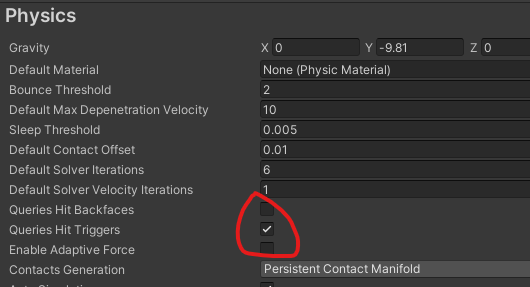 Physics
Gravity X 0 Y -9.81 Z 0
Default Material None (Physic Material)
Bounce Threshold 2
Default Max Depenetration Velocity 10
Sleep Threshold 0.005
Default Contact Offset 0.01
Default Solver Iterations 6
Default Solver Velocity Iterations 1
Queries Hit Backfaces
Queries Hit Triggers
Enable Adaptive Force
Contacts Generation Persistent Contact Manifold